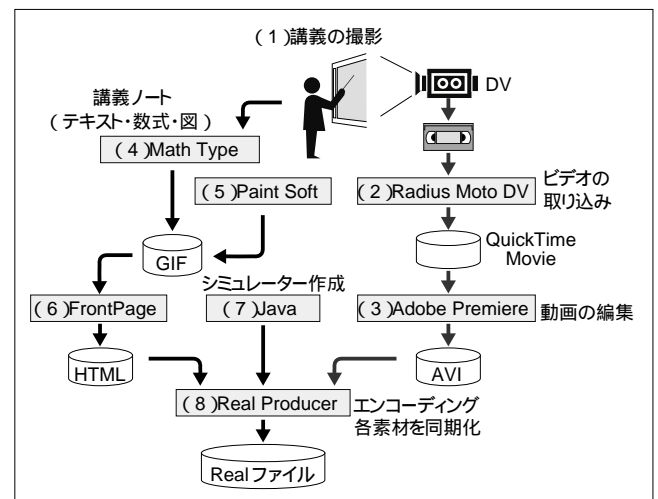 (1)講義の撮影
DV
講義ノート
(テキスト・数式・図)
(4)Math Type
(5)Paint Soft
(2)Radius Moto DV
ビデオの
取り込み
GIF
QuickTime
Movie
シミュレーター作成
(6)FrontPage
(7)Java
(3)Adobe Premiere
動画の編集
HTML
AVI
(8)Real Producer
エンコーディング
各素材を同期化
Realファイル